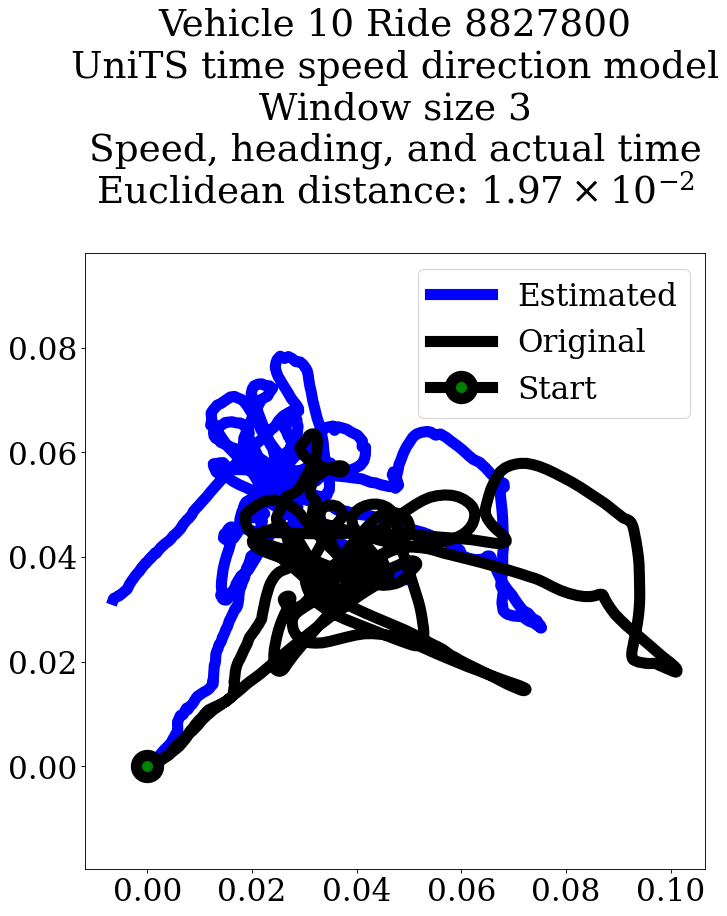 Vehicle 10 Ride 8827800
UniTS time speed direction model
Window size 3
Speed, heading, and actual time
Euclidean distance: 1.97 × 10⁻²
Estimated
Original
Start
0.08
0.06
0.04
0.02
0.00
0.00 0.02 0.04 0.06 0.08 0.10